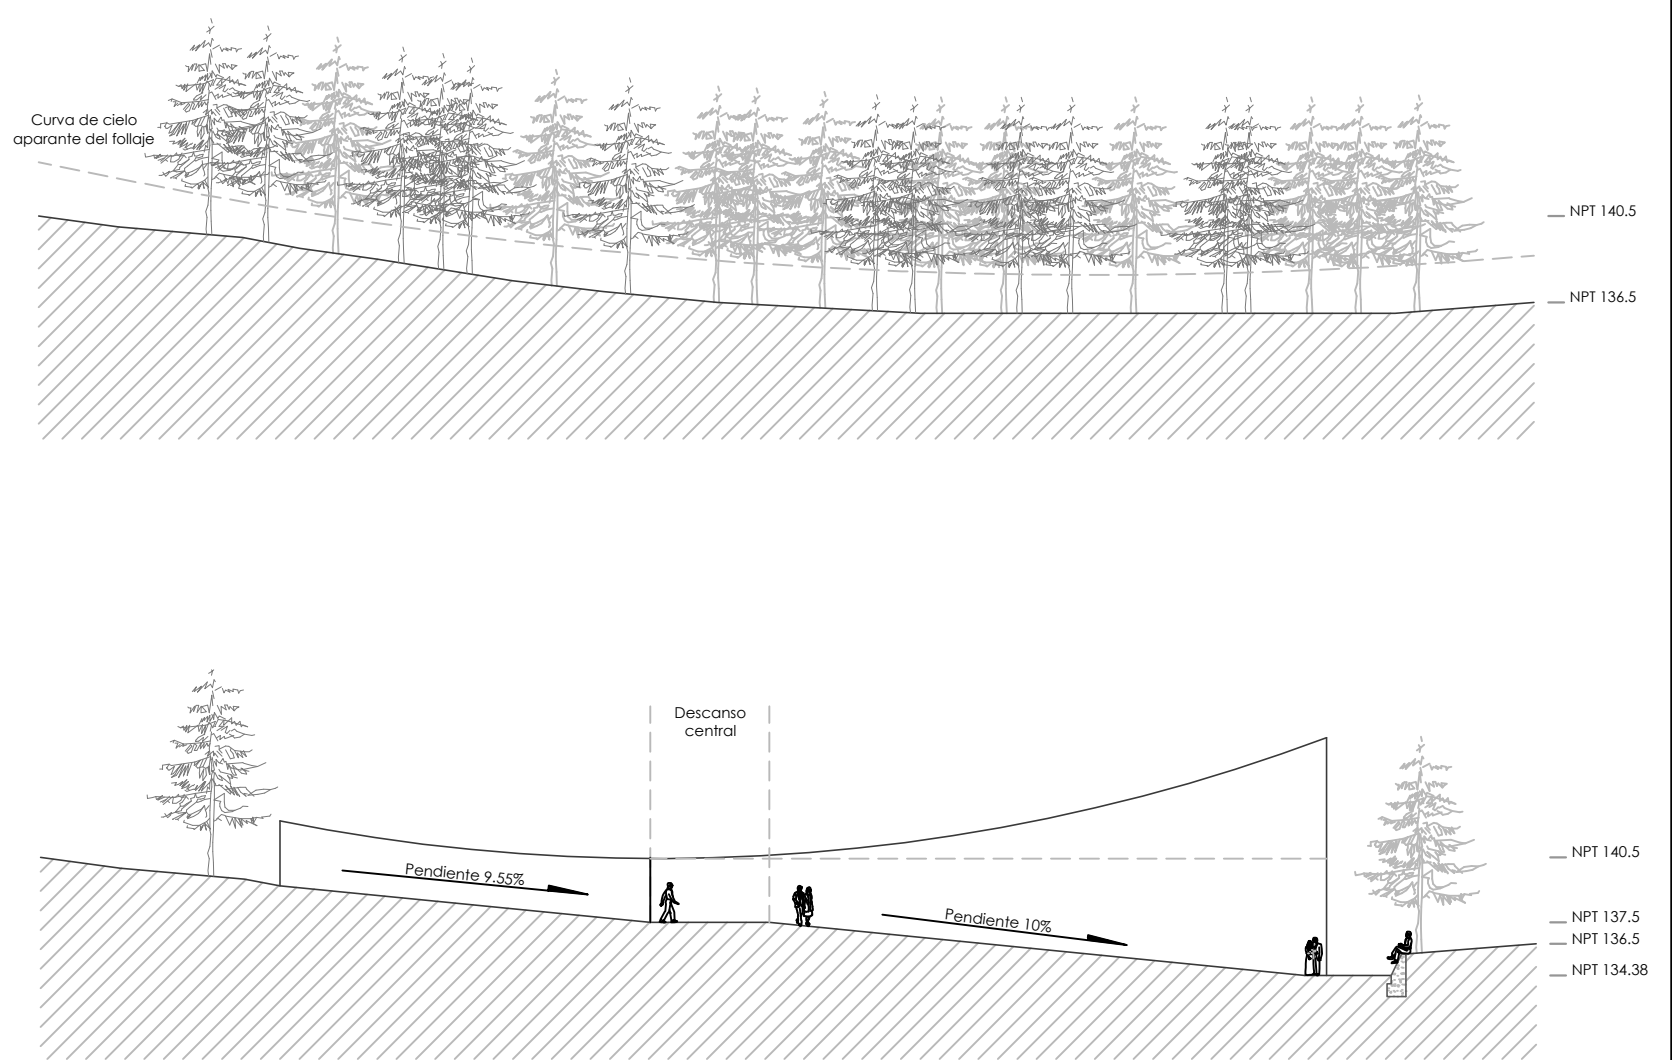 Curva de cielo
aparante del follaje
NPT 140.5
NPT 136.5
Descanso
central
Pendiente 9.55%
Pendiente 10%
NPT 140.5
NPT 137.5
NPT 136.5
NPT 134.38